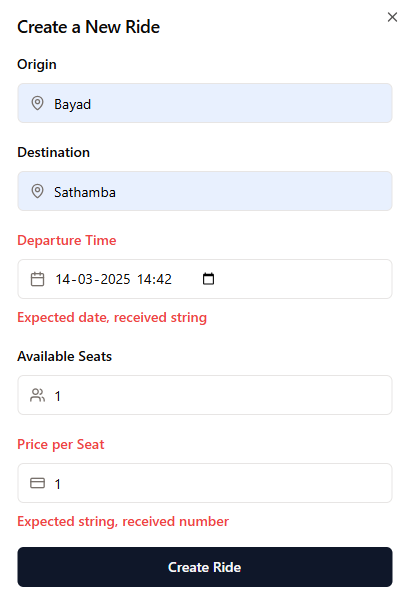 Create a New Ride
Origin
Bayad
Destination
Sathamba
Departure Time
14-03-2025 14:42
Expected date, received string
Available Seats
1
Price per Seat
1
Expected string, received number
Create Ride